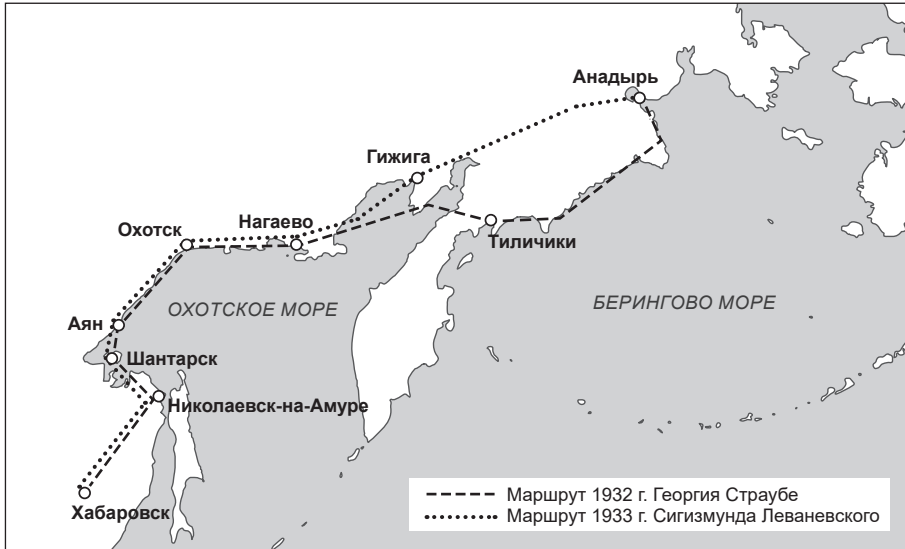 Анадырь
Гижига
Нагаево
Охотск
Тиличики
ОХОТСКОЕ МОРЕ
БЕРИНГОВО МОРЕ
Аян
Шантарск
Николаевск-на-Амуре
Хабаровск
Маршрут 1932 г. Георгия Страубе
Маршрут 1933 г. Сигизмунда Леваневского